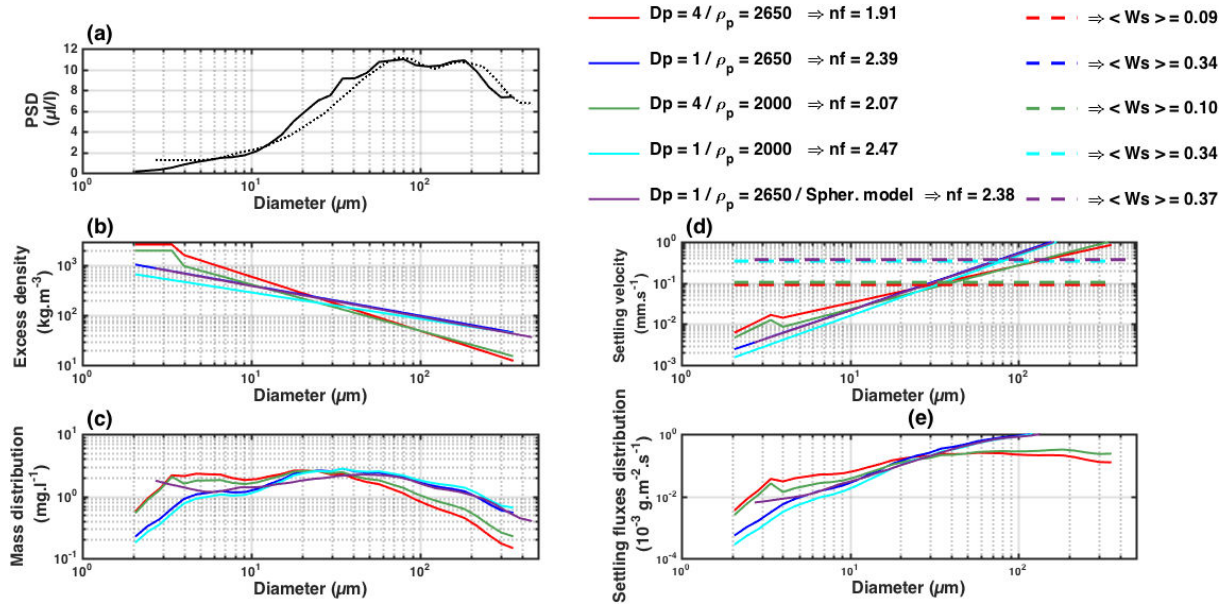 (a)
12
10
8
6
4
2
0
PSD
(µl/l)
10^0 10^1 10^2
Diameter (µm)
Dp = 4 / ρ_p = 2650 ⇒ nf = 1.91
⇒ < Ws > = 0.09
Dp = 1 / ρ_p = 2650 ⇒ nf = 2.39
⇒ < Ws > = 0.34
Dp = 4 / ρ_p = 2000 ⇒ nf = 2.07
⇒ < Ws > = 0.10
Dp = 1 / ρ_p = 2000 ⇒ nf = 2.47
⇒ < Ws > = 0.34
Dp = 1 / ρ_p = 2650 / Spher. model ⇒ nf = 2.38
⇒ < Ws > = 0.37
(b)
10^3
10^2
10^1
Excess density
(kg.m^-3)
10^0 10^1 10^2
Diameter (µm)
(d)
10^0
10^-1
10^-2
10^-3
Settling velocity
(mm.s^-1)
10^0 10^1 10^2
Diameter (µm)
(c)
10^1
10^0
10^-1
Mass distribution
(mg.l^-1)
10^0 10^1 10^2
Diameter (µm)
(e)
10^0
10^-2
10^-4
Settling fluxes distribution
(10^-3 g.m^-2.s^-1)
10^0 10^1 10^2
Diameter (µm)